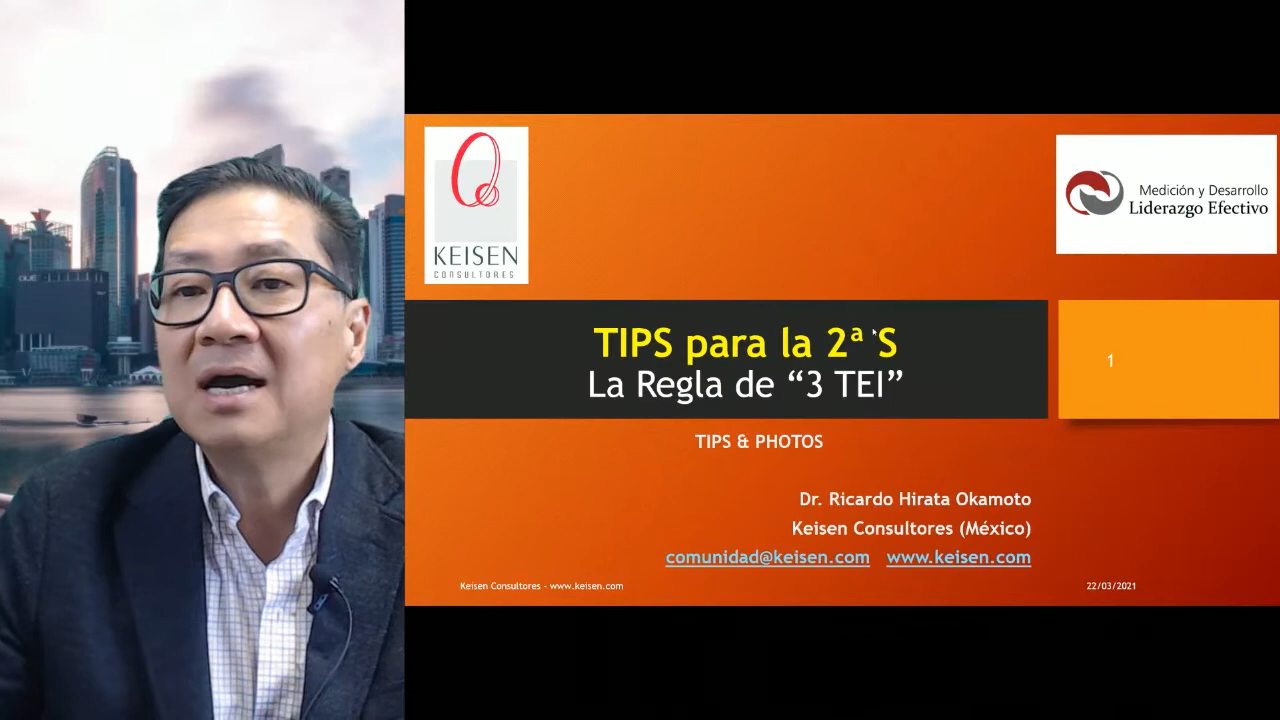 KEISEN
CONSULTORES
Medición y Desarrollo
Liderazgo Efectivo
TIPS para la 2ª S
La Regla de “3 TEI”
1
TIPS & PHOTOS
Dr. Ricardo Hirata Okamoto
Keisen Consultores (México)
comunidad@keisen.com www.keisen.com
Keisen Consultores - www.keisen.com
22/03/2021